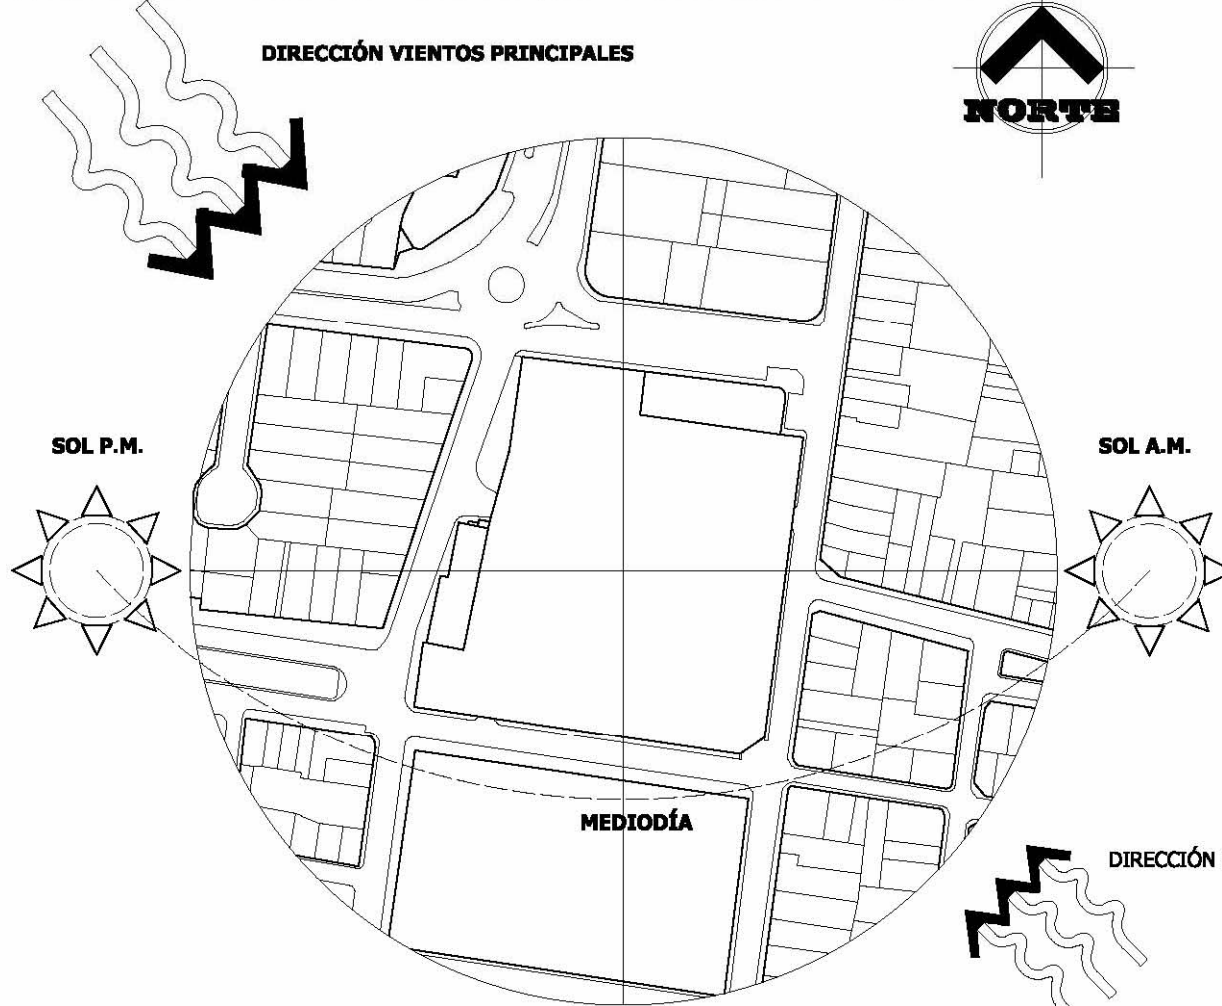 DIRECCIÓN VIENTOS PRINCIPALES
NORTE
SOL P.M.
SOL A.M.
MEDIODÍA
DIRECCIÓN